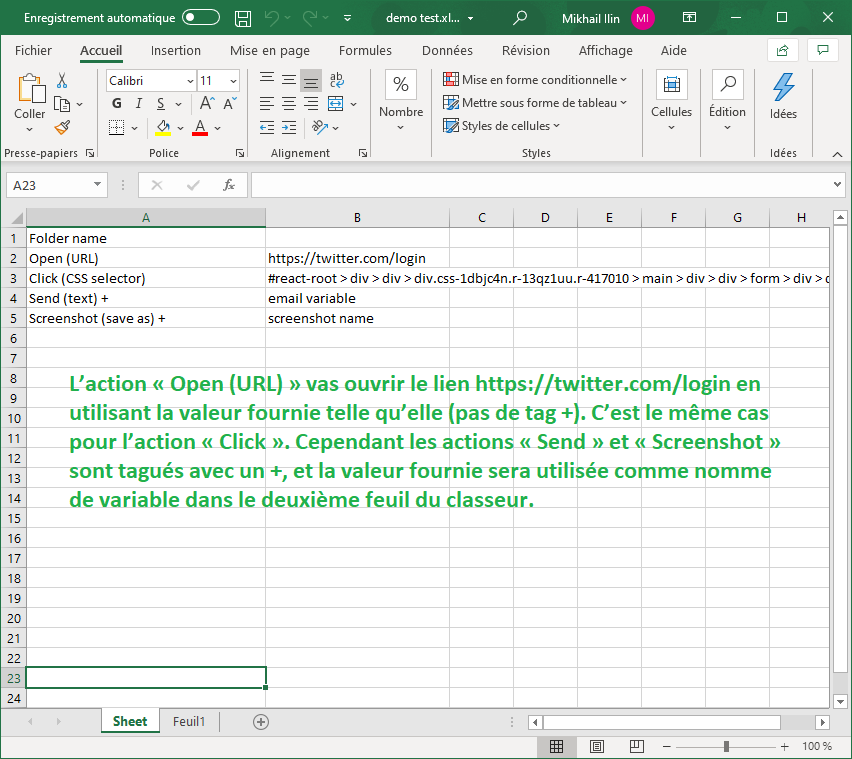 Enregistrement automatique
demo test.xl...
Mikhail Ilin
MI
Fichier Accueil Insertion Mise en page Formules Données Révision Affichage Aide
Coller
Presse-papiers
Calibri 11
G I S A A
Police
ab
Alignement
%
Nombre
Mise en forme conditionnelle
Mettre sous forme de tableau
Styles de cellules
Styles
Cellules
Édition
Idées
Idées
A23 fx
A B C D E F G H
1 Folder name
2 Open (URL) https://twitter.com/login
3 Click (CSS selector) #react-root > div > div > div.css-1dbjc4n.r-13qz1uu.r-417010 > main > div > div > form > div >
4 Send (text) + email variable
5 Screenshot (save as) + screenshot name
6
7
8
9
10
11
12
13
14
15
16
17
18
19
20
21
22
23
24
L’action « Open (URL) » vas ouvrir le lien https://twitter.com/login en
utilisant la valeur fournie telle qu’elle (pas de tag +). C’est le même cas
pour l’action « Click ». Cependant les actions « Send » et « Screenshot »
sont tagués avec un +, et la valeur fournie sera utilisée comme nomme
de variable dans le deuxième feuil du classeur.
Sheet Feuil1
100 %